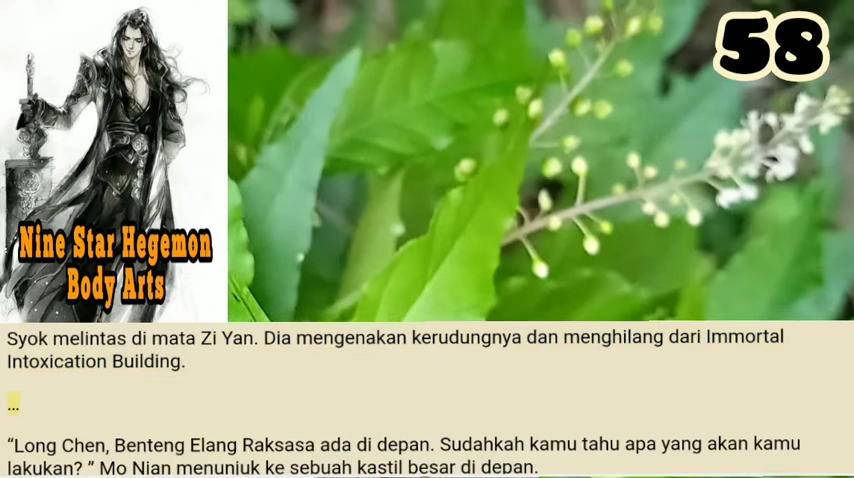 58
Nine Star Hegemon
Body Arts
Syok melintas di mata Zi Yan. Dia mengenakan kerudungnya dan menghilang dari Immortal
Intoxication Building.
...
“Long Chen, Benteng Elang Raksasa ada di depan. Sudahkah kamu tahu apa yang akan kamu
lakukan? ” Mo Nian menunjuk ke sebuah kastil besar di depan.